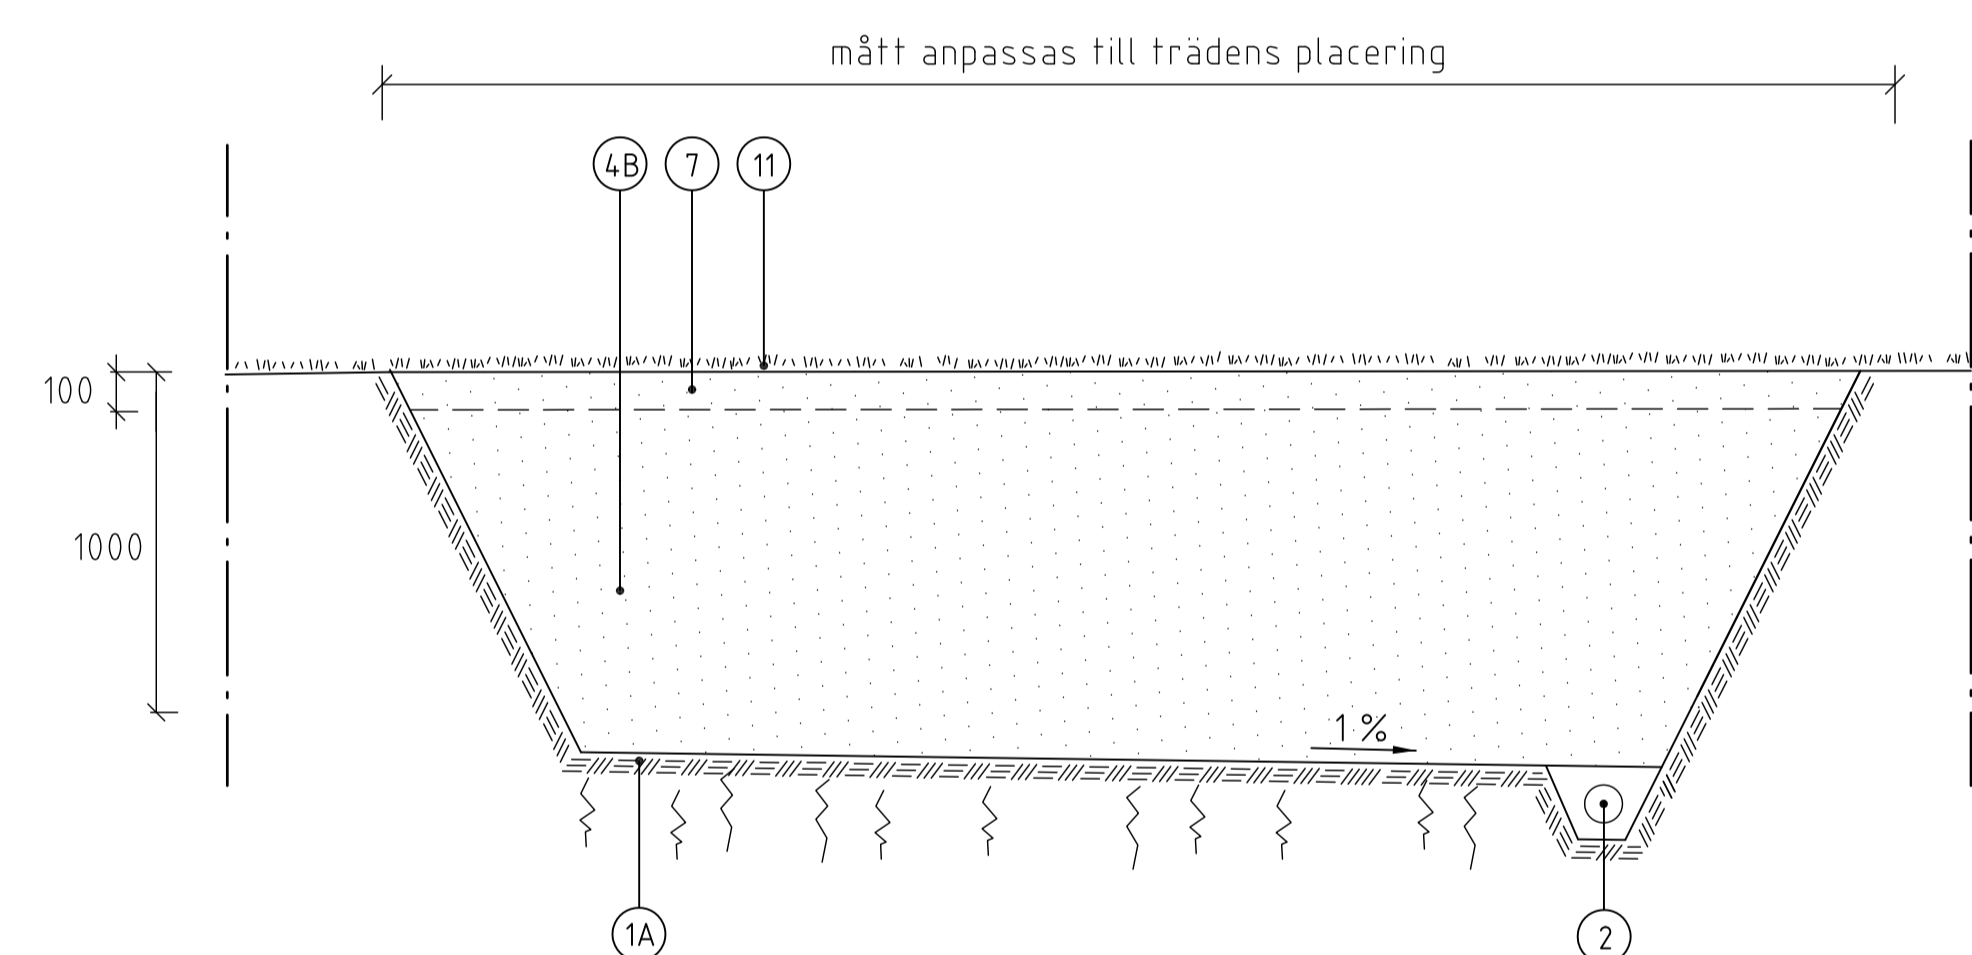 mått anpassas till trädens placering
4B 7 11
100
1000
1%
1A 2